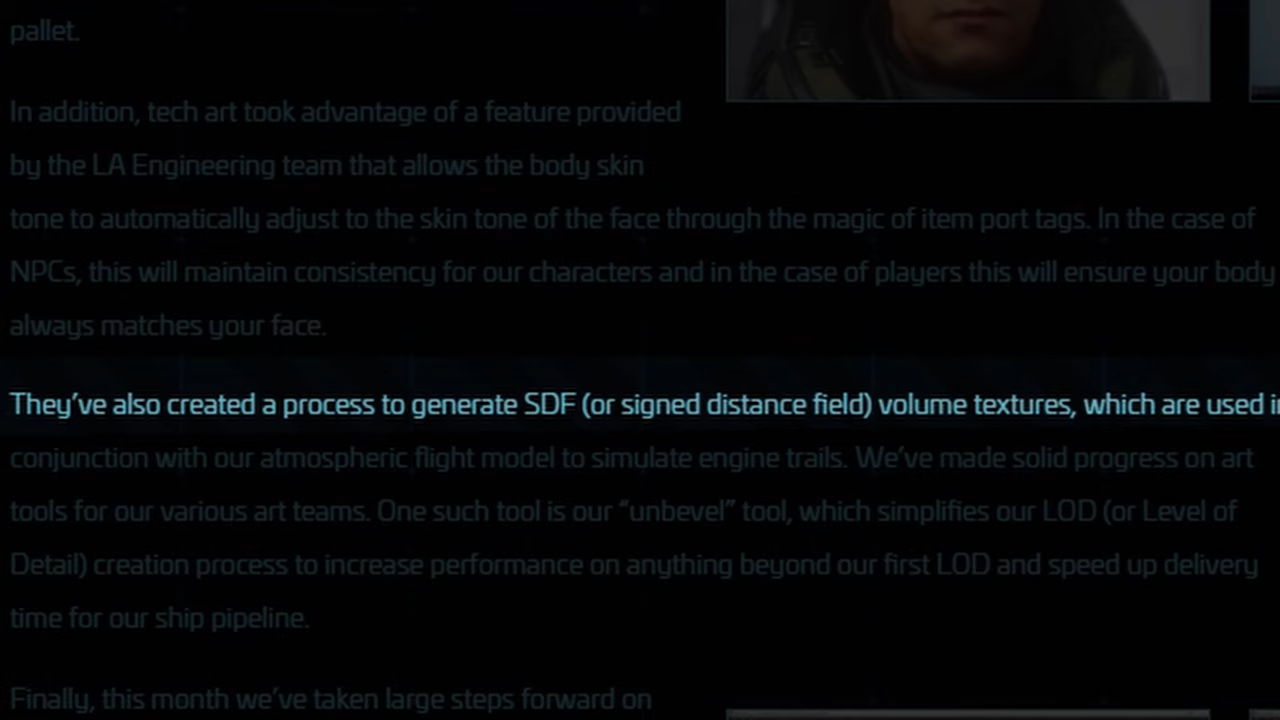 pallet.
In addition, tech art took advantage of a feature provided
by the LA Engineering team that allows the body skin
tone to automatically adjust to the skin tone of the face through the magic of item port tags. In the case of
NPCs, this will maintain consistency for our characters and in the case of players this will ensure your body
always matches your face.
They've also created a process to generate SDF (or signed distance field) volume textures, which are used in
conjunction with our atmospheric flight model to simulate engine trails. We've made solid progress on art
tools for our various art teams. One such tool is our “unbevel” tool, which simplifies our LOD (or Level of
Detail) creation process to increase performance on anything beyond our first LOD and speed up delivery
time for our ship pipeline.
Finally, this month we've taken large steps forward on